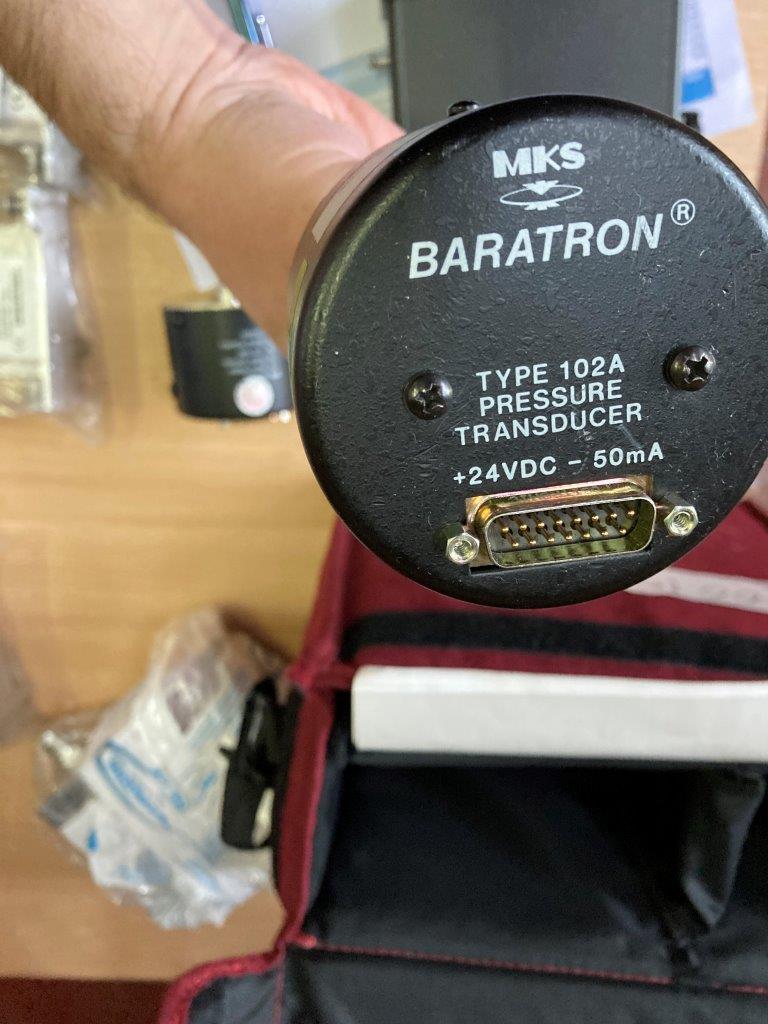 MKS
BARATRON®
TYPE 102A
PRESSURE
TRANSDUCER
+24VDC - 50mA